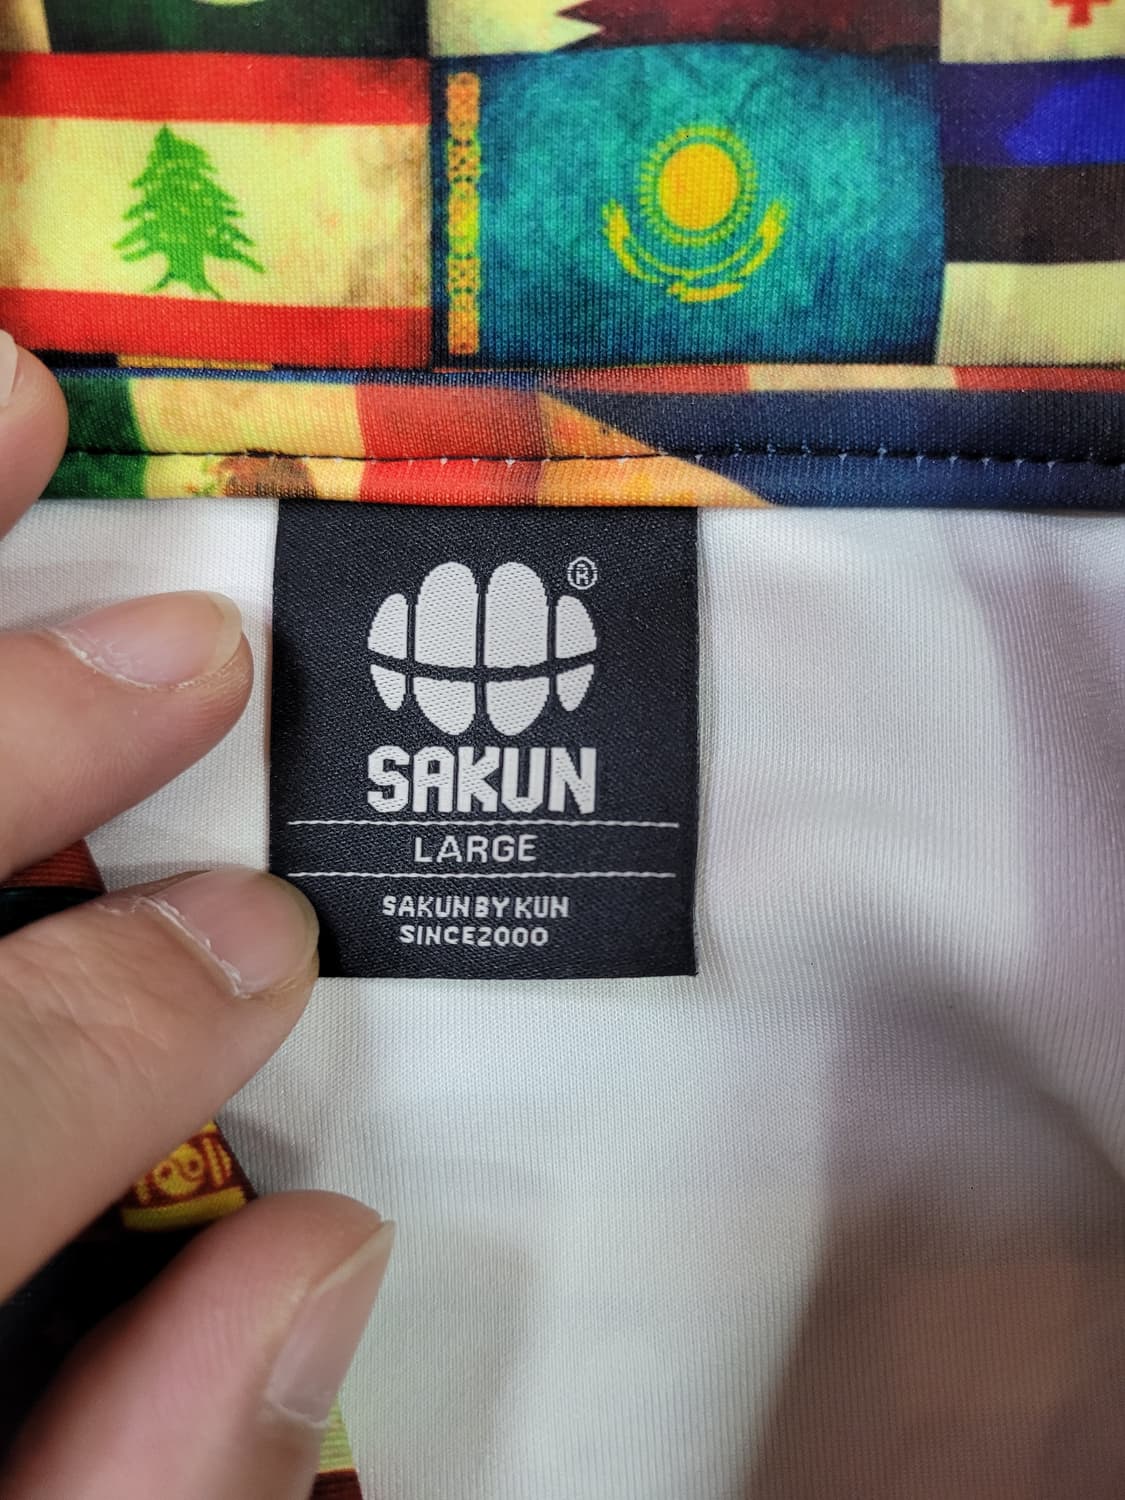 ®
SAKUN
LARGE
SAKUN BY KUN
SINCE2000